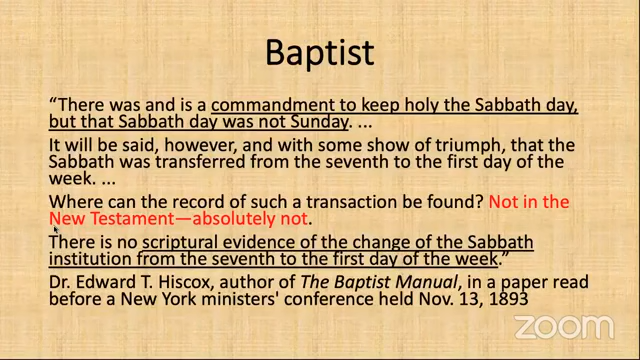 Baptist
“There was and is a commandment to keep holy the Sabbath day,
but that Sabbath day was not Sunday. ...
It will be said, however, and with some show of triumph, that the
Sabbath was transferred from the seventh to the first day of the
week. ...
Where can the record of such a transaction be found? Not in the
New Testament—absolutely not.
There is no scriptural evidence of the change of the Sabbath
institution from the seventh to the first day of the week.”
Dr. Edward T. Hiscox, author of The Baptist Manual, in a paper read
before a New York ministers' conference held Nov. 13, 1893
zoom